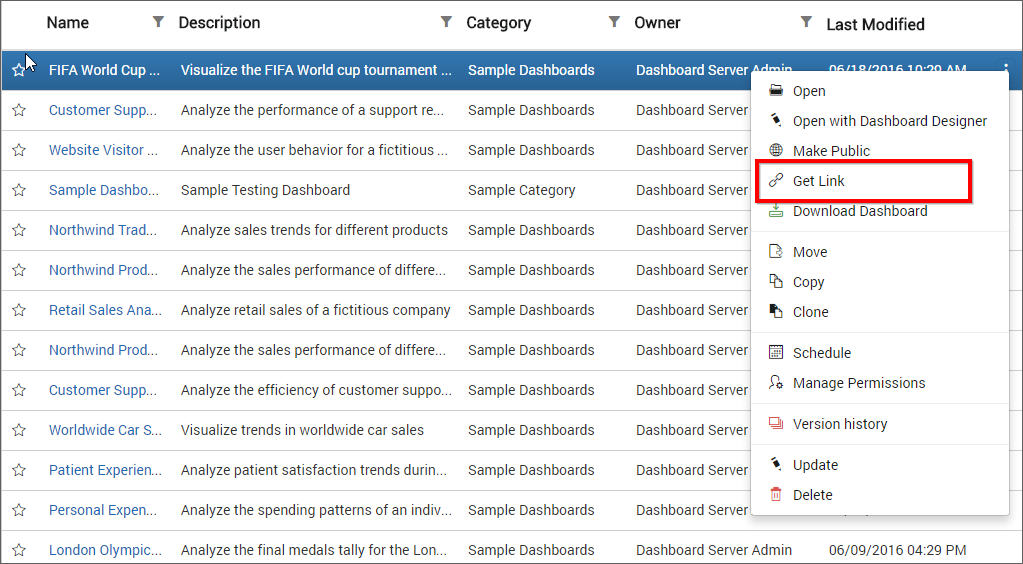 Name Description Category Owner Last Modified
FIFA World Cup ... Visualize the FIFA World cup tournament ... Sample Dashboards Dashboard Server Admin 06/18/2016 10:29 AM
Customer Supp... Analyze the performance of a support re... Sample Dashboards Dashboard Server
Website Visitor ... Analyze the user behavior for a fictitious ... Sample Dashboards Dashboard Server
Sample Dashbo... Sample Testing Dashboard Sample Category Dashboard Server
Northwind Trad... Analyze sales trends for different products Sample Dashboards Dashboard Server
Northwind Prod... Analyze the sales performance of differe... Sample Dashboards Dashboard Server
Retail Sales Ana... Analyze retail sales of a fictitious company Sample Dashboards Dashboard Server
Northwind Prod... Analyze the sales performance of differe... Sample Dashboards Dashboard Server
Customer Supp... Analyze the efficiency of customer suppo... Sample Dashboards Dashboard Server
Worldwide Car S... Visualize trends in worldwide car sales Sample Dashboards Dashboard Server
Patient Experien... Analyze patient satisfaction trends durin... Sample Dashboards Dashboard Server
Personal Expen... Analyze the spending patterns of an indiv... Sample Dashboards Dashboard Server
London Olympic... Analyze the final medals tally for the Lon... Sample Dashboards Dashboard Server Admin 06/09/2016 04:29 PM
Open
Open with Dashboard Designer
Make Public
Get Link
Download Dashboard
Move
Copy
Clone
Schedule
Manage Permissions
Version history
Update
Delete